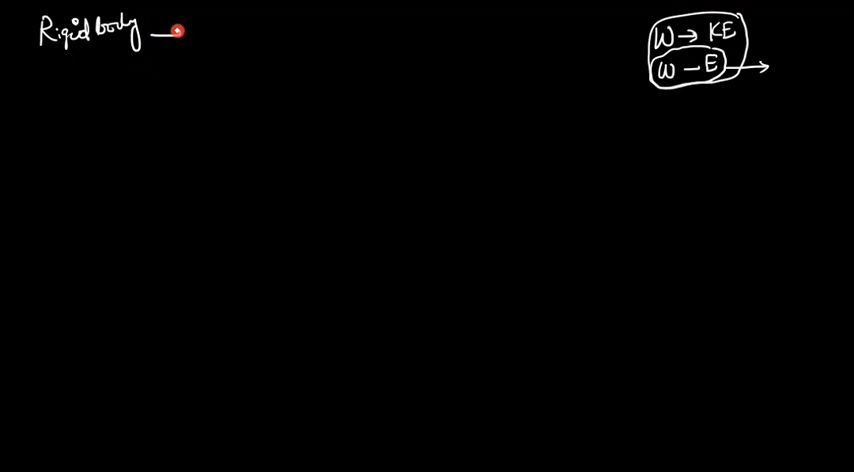 Rigid body —
W → KE
W – E →